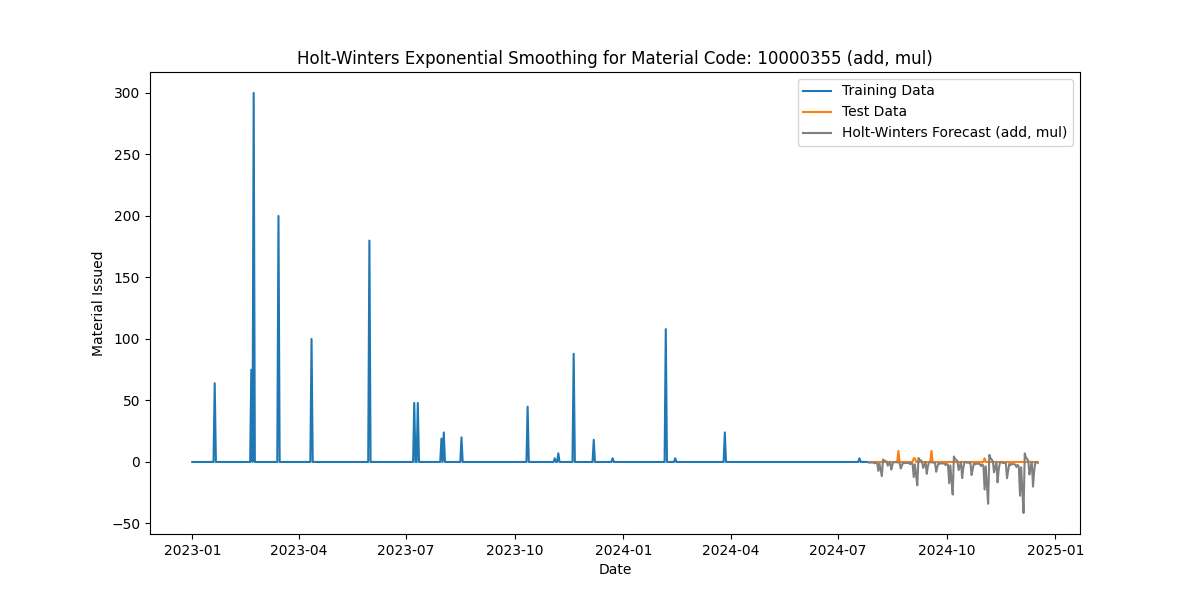 Holt-Winters Exponential Smoothing for Material Code: 10000355 (add, mul)
Training Data
Test Data
Holt-Winters Forecast (add, mul)
Material Issued
300
250
200
150
100
50
0
−50
2023-01 2023-04 2023-07 2023-10 2024-01 2024-04 2024-07 2024-10 2025-01
Date